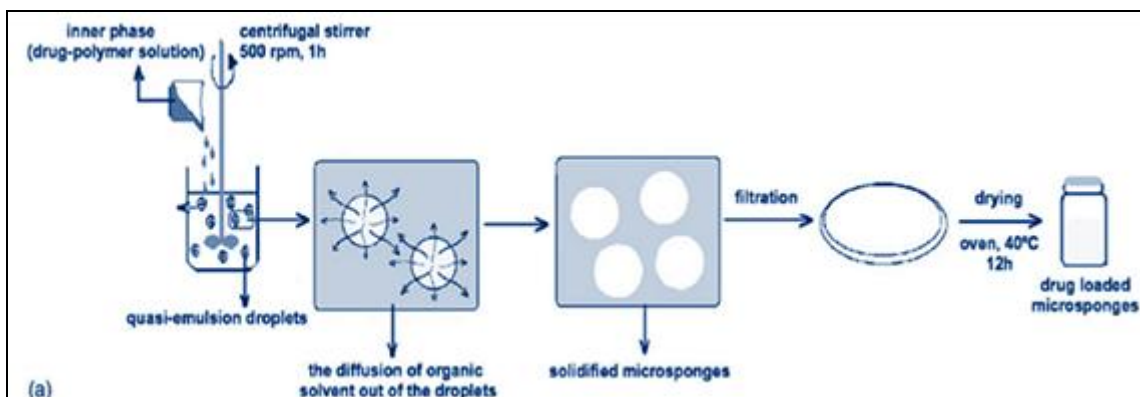 inner phase
(drug-polymer solution)
centrifugal stirrer
500 rpm, 1h
quasi-emulsion droplets
the diffusion of organic
solvent out of the droplets
solidified microsponges
filtration
drying
oven, 40ºC
12h
drug loaded
microsponges
(a)